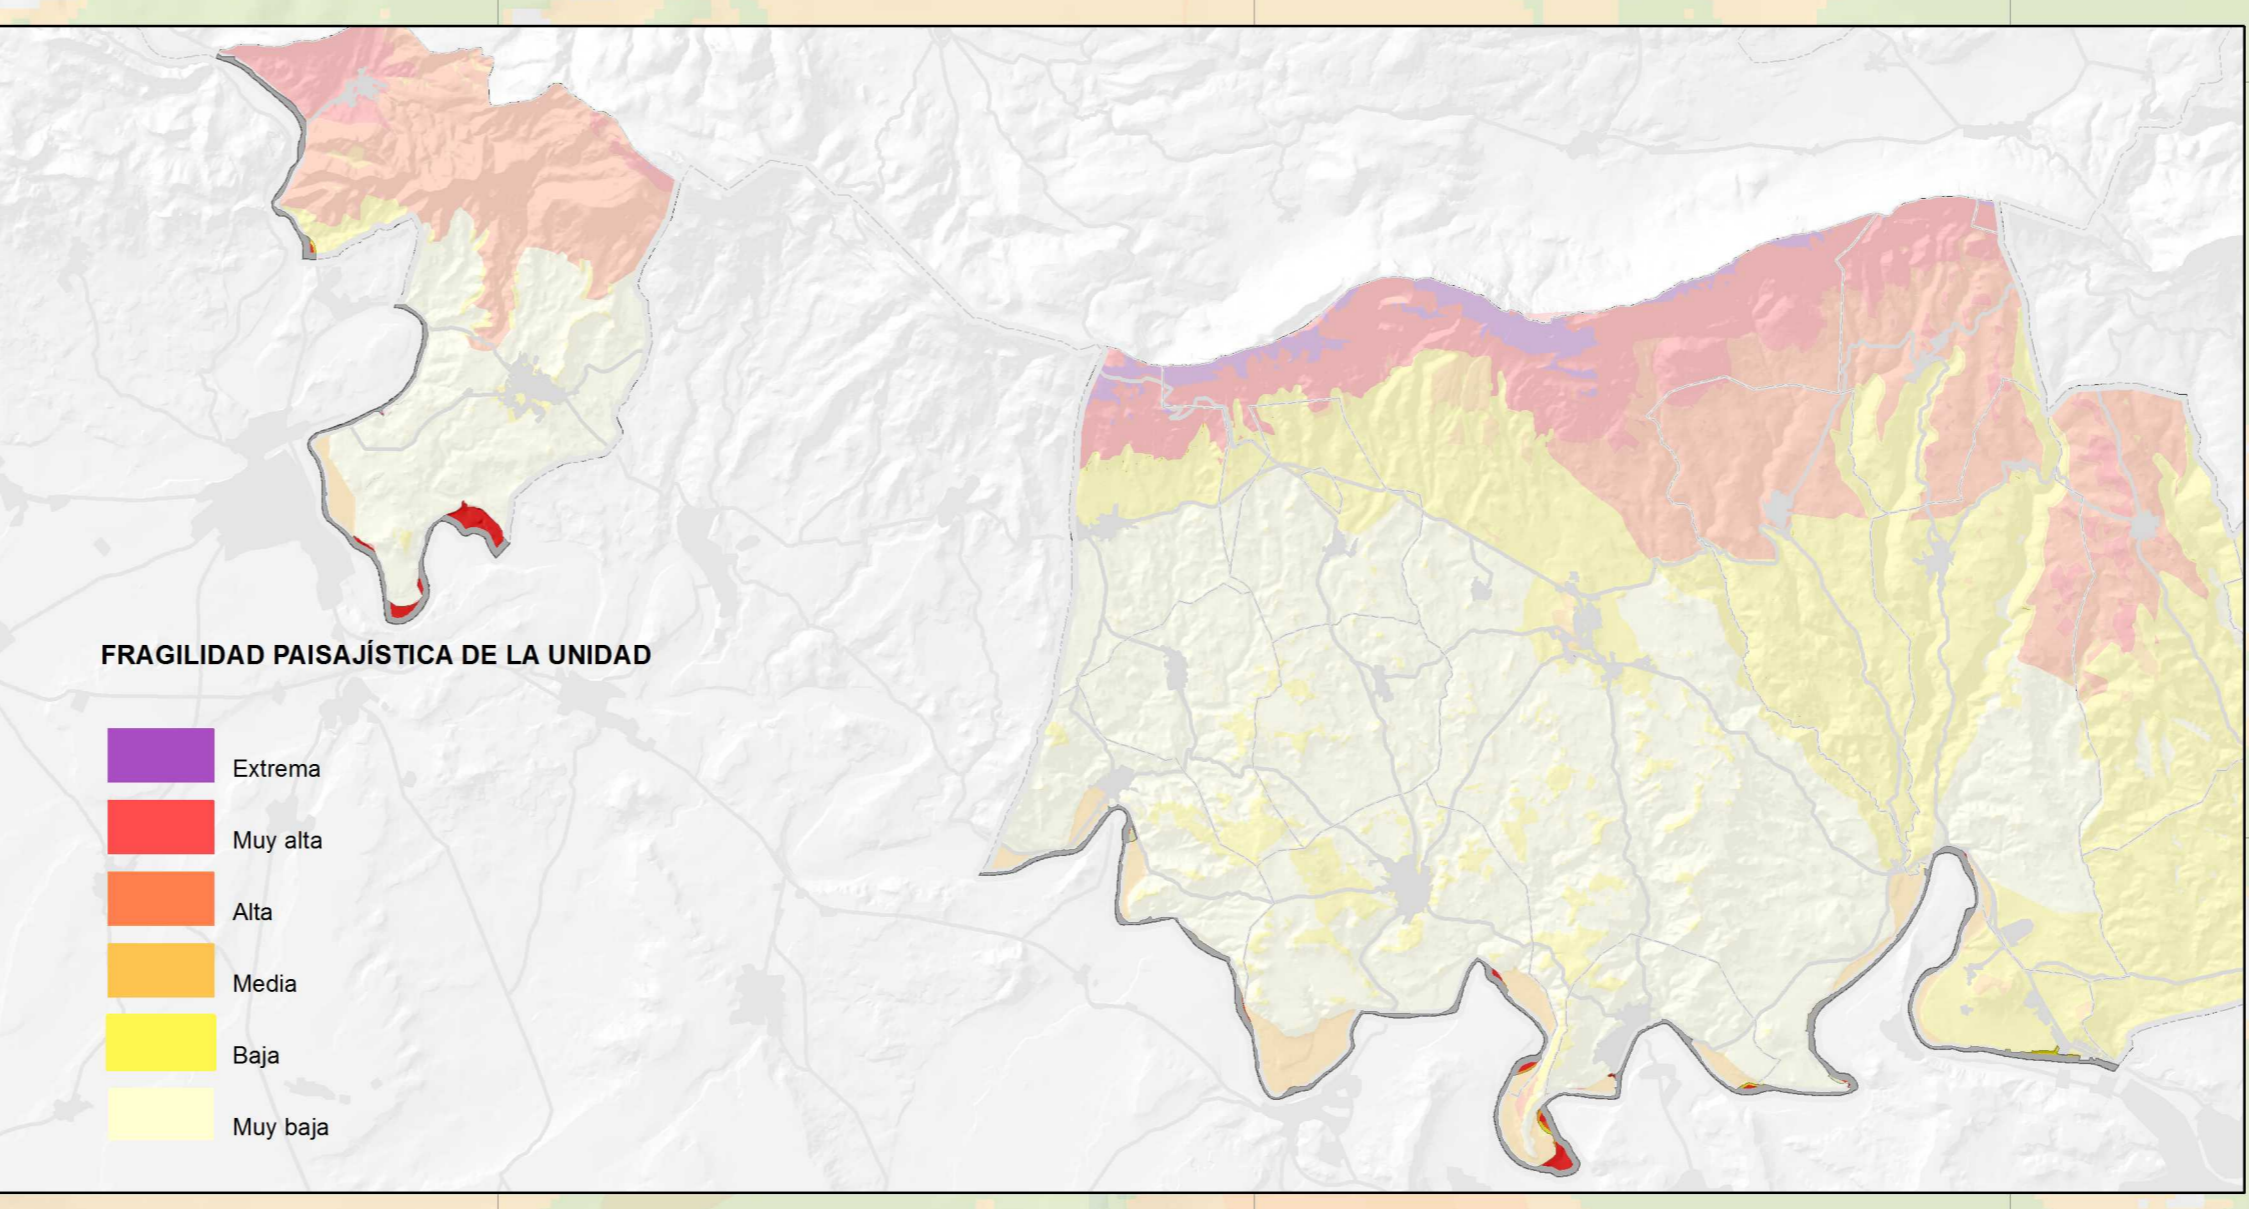 FRAGILIDAD PAISAJÍSTICA DE LA UNIDAD
Extrema
Muy alta
Alta
Media
Baja
Muy baja